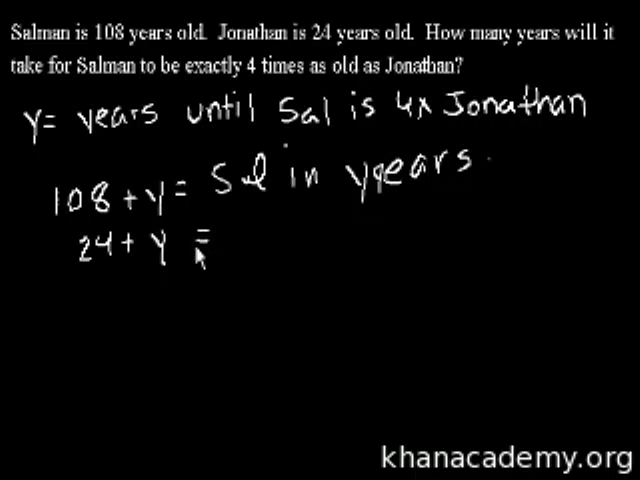 Salman is 108 years old. Jonathan is 24 years old. How many years will it
take for Salman to be exactly 4 times as old as Jonathan?
y= years until Sal is 4x Jonathan
108 + y = Sal in y years.
24 + y =
khanacademy.org